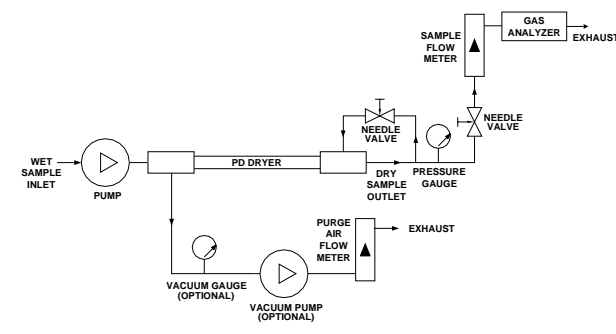 GAS
ANALYZER
EXHAUST
SAMPLE
FLOW
METER
NEEDLE
VALVE
NEEDLE
VALVE
WET
SAMPLE
INLET
PUMP
PD DRYER
DRY
SAMPLE
OUTLET
PRESSURE
GAUGE
PURGE
AIR
FLOW
METER
EXHAUST
VACUUM GAUGE
(OPTIONAL)
VACUUM PUMP
(OPTIONAL)